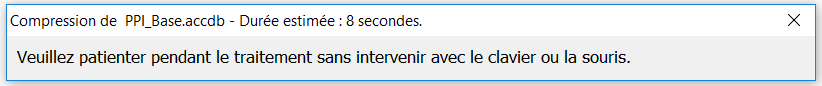 Compression de  PPI_Base.accdb - Durée estimée : 8 secondes.
Veuillez patienter pendant le traitement sans intervenir avec le clavier ou la souris.